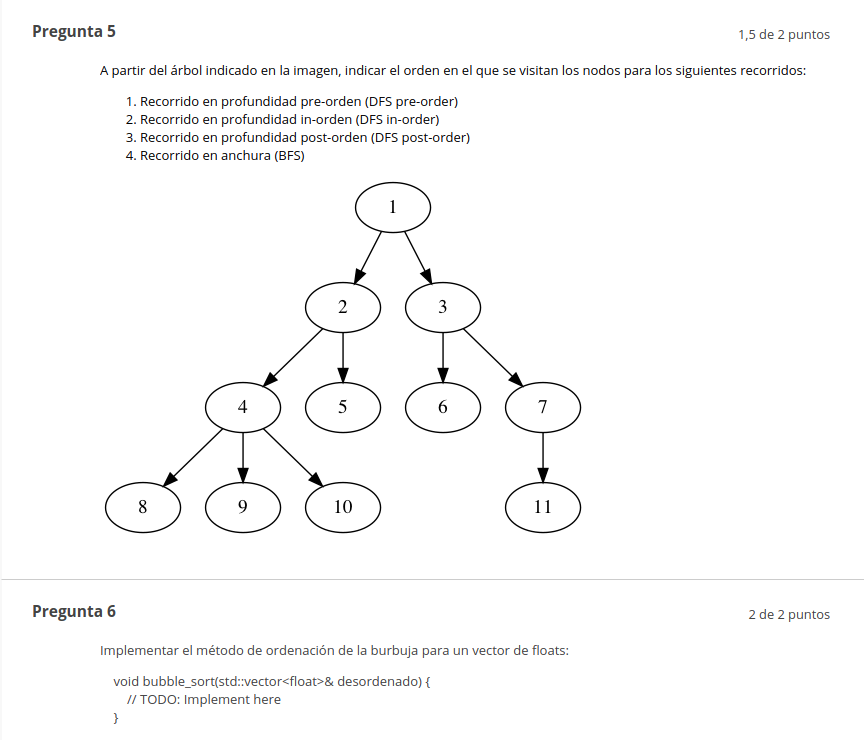 Pregunta 5
1,5 de 2 puntos
A partir del árbol indicado en la imagen, indicar el orden en el que se visitan los nodos para los siguientes recorridos:
1. Recorrido en profundidad pre-orden (DFS pre-order)
2. Recorrido en profundidad in-orden (DFS in-order)
3. Recorrido en profundidad post-orden (DFS post-order)
4. Recorrido en anchura (BFS)
1
2 3
4 5 6 7
8 9 10 11
Pregunta 6
2 de 2 puntos
Implementar el método de ordenación de la burbuja para un vector de floats:
void bubble_sort(std::vector<float>& desordenado) {
// TODO: Implement here
}